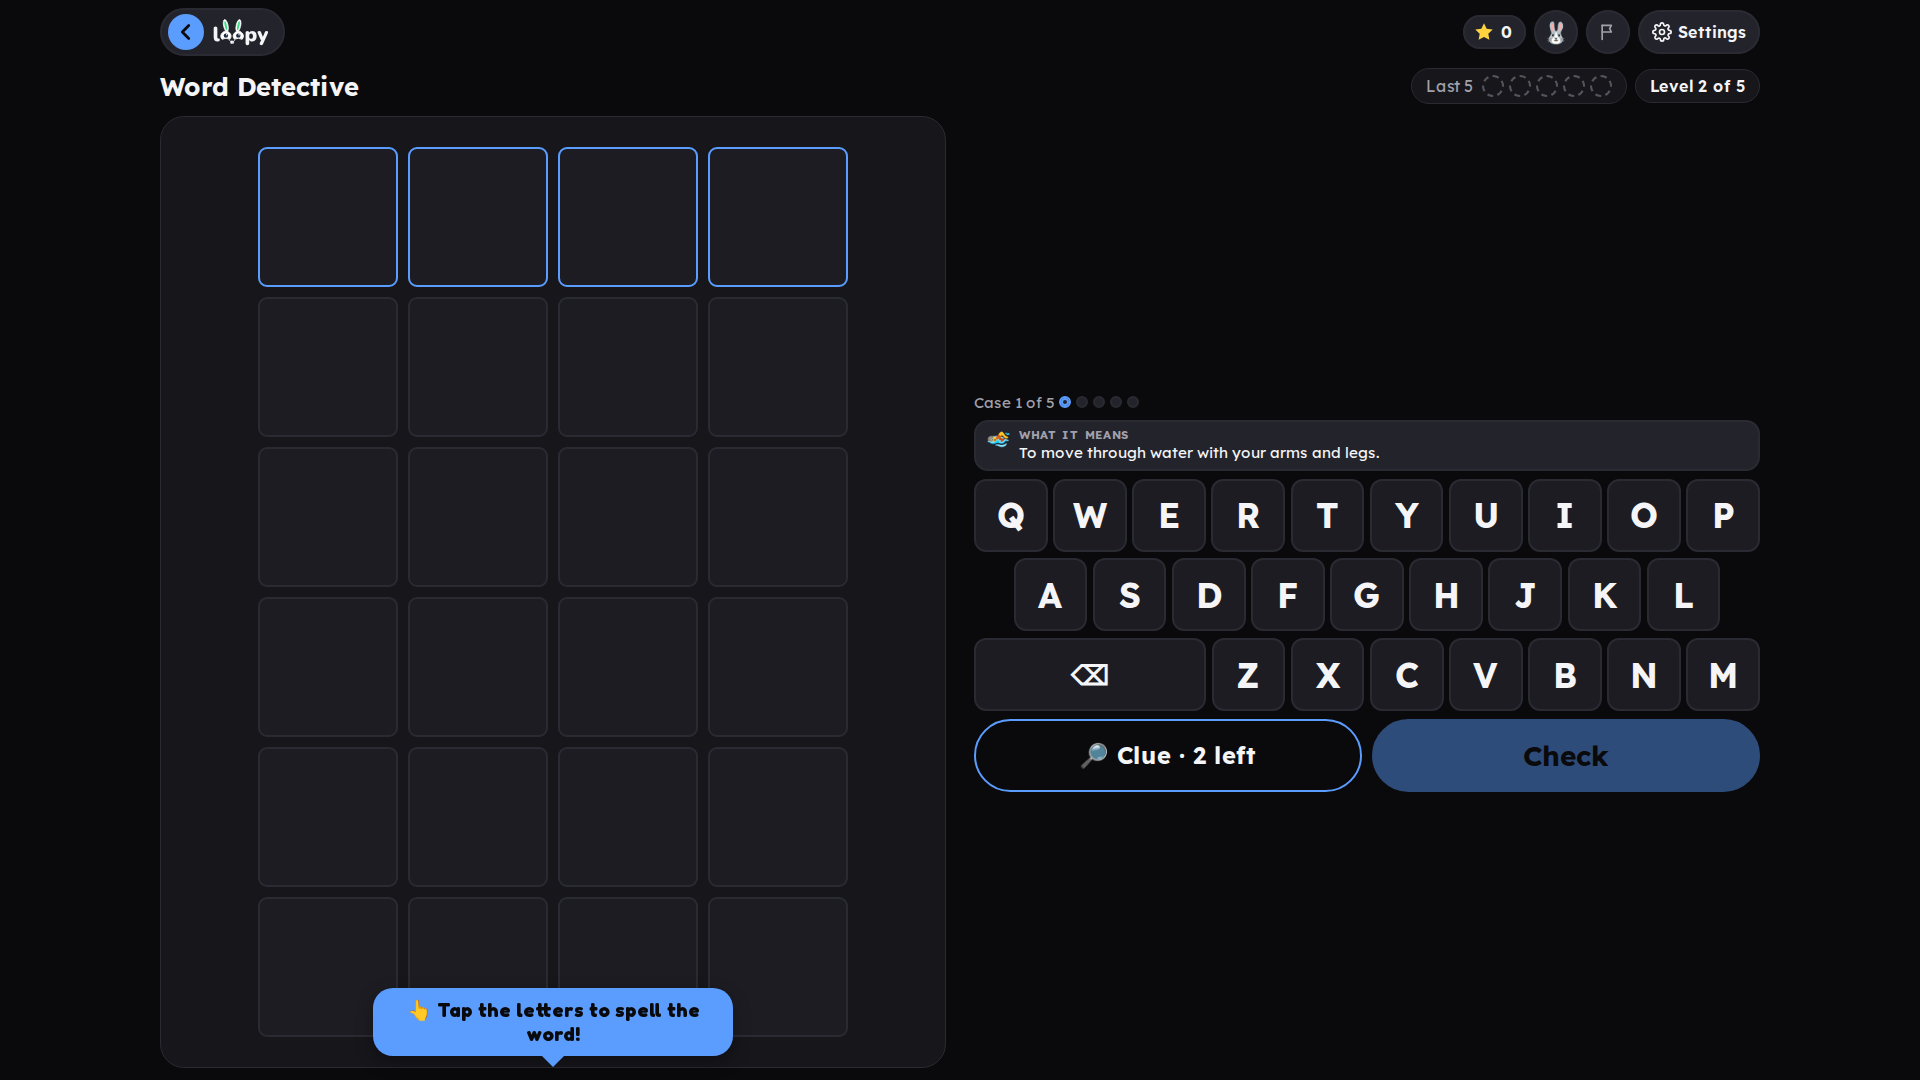 loopy
0
Settings
Word Detective
Last 5
Level 2 of 5
Case 1 of 5
WHAT IT MEANS
To move through water with your arms and legs.
Q W E R T Y U I O P
A S D F G H J K L
Z X C V B N M
Clue · 2 left
Check
Tap the letters to spell the
word!